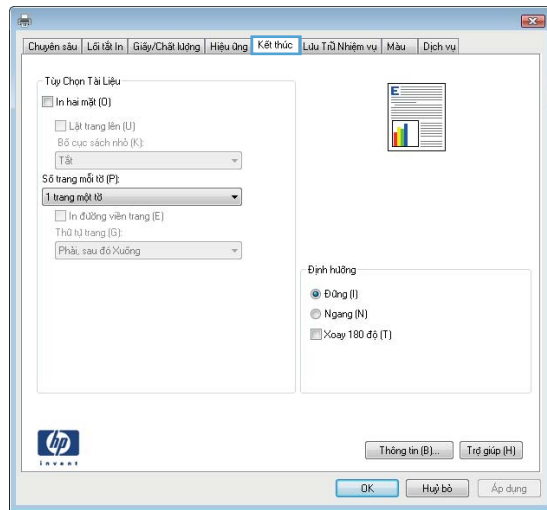 Chuyên sâu Lối tắt In Giấy/Chất lượng Hiệu ứng Kết thúc Lưu Trữ Nhiệm vụ Màu Dịch vụ
Tùy Chọn Tài Liệu
In hai mặt (O)
Lật trang lên (U)
Bố cục sách nhỏ (K):
Tắt
Số trang mỗi tờ (P):
1 trang một tờ
In đường viền trang (E)
Thứ tự trang (G):
Phải, sau đó Xuống
E
Định hướng
Đứng (I)
Ngang (N)
Xoay 180 độ (T)
hp
invent
Thông tin (B)... Trợ giúp (H)
OK Huỷ bỏ Áp dụng